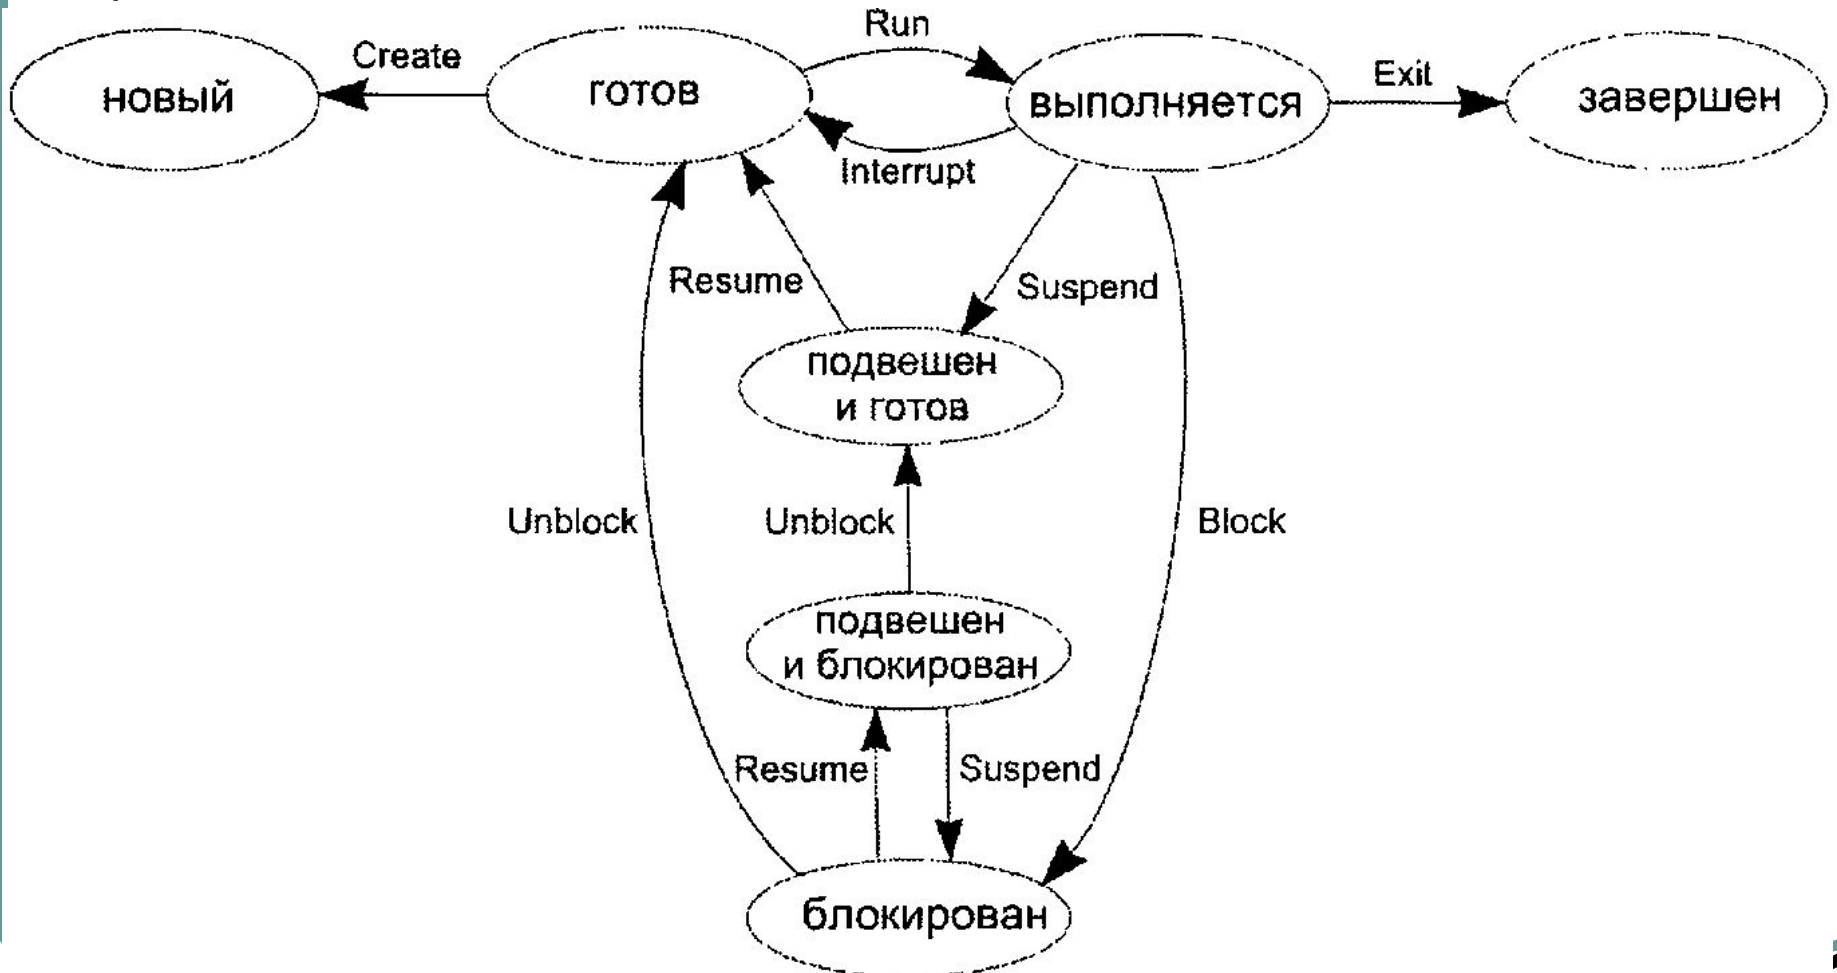 Run
Create
Exit
новый
готов
выполняется
завершен
Interrupt
Resume
Suspend
подвешен
и готов
Unblock
Unblock
Block
подвешен
и блокирован
Resume
Suspend
блокирован